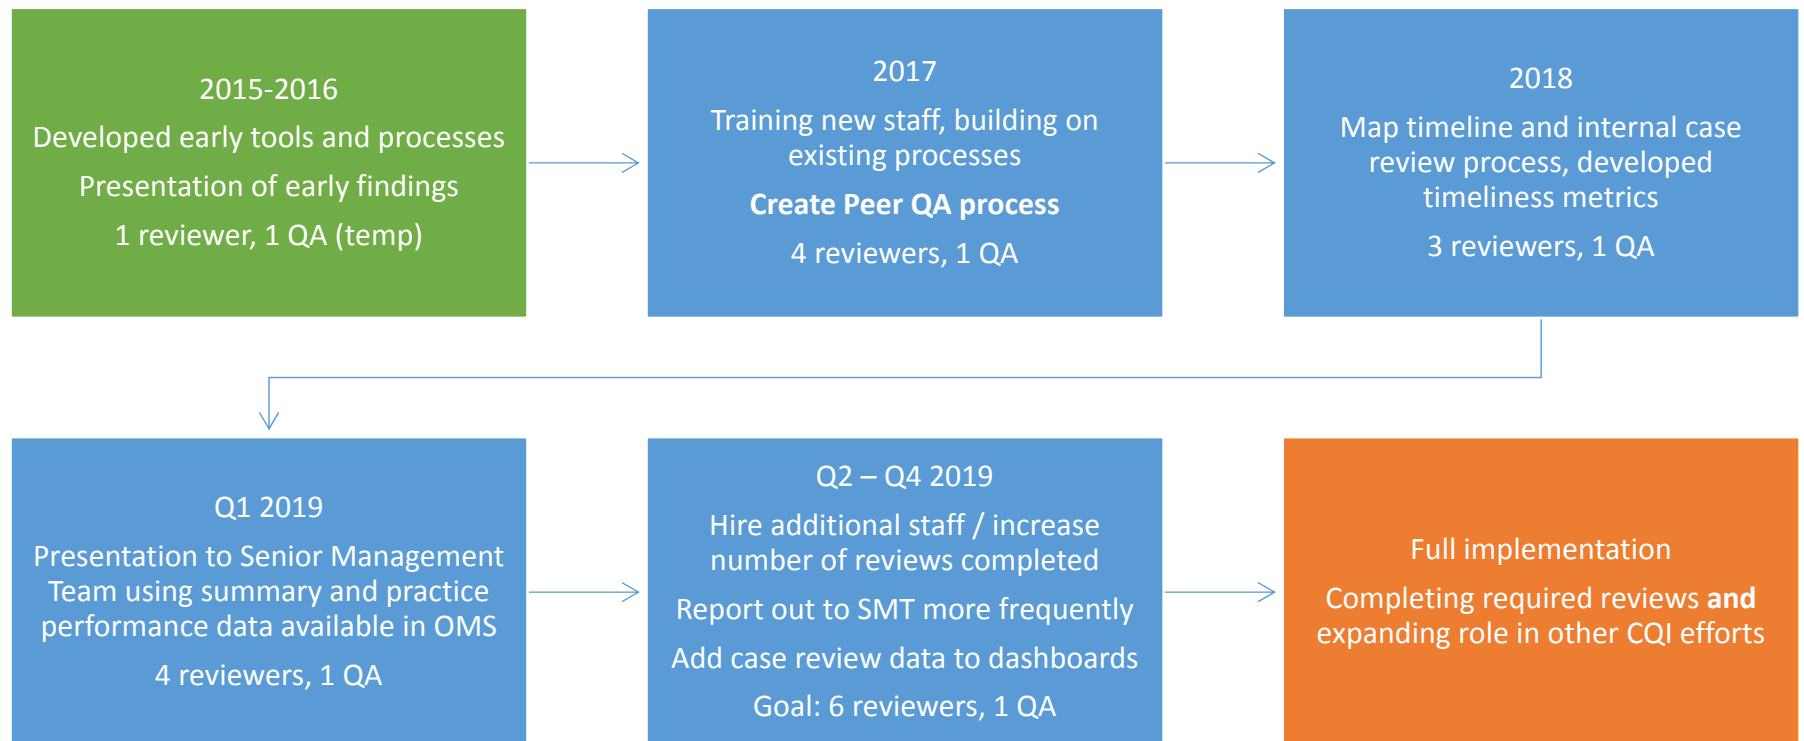 2015-2016
Developed early tools and processes
Presentation of early findings
1 reviewer, 1 QA (temp)
2017
Training new staff, building on
existing processes
Create Peer QA process
4 reviewers, 1 QA
2018
Map timeline and internal case
review process, developed
timeliness metrics
3 reviewers, 1 QA
Q1 2019
Presentation to Senior Management
Team using summary and practice
performance data available in OMS
4 reviewers, 1 QA
Q2 – Q4 2019
Hire additional staff / increase
number of reviews completed
Report out to SMT more frequently
Add case review data to dashboards
Goal: 6 reviewers, 1 QA
Full implementation
Completing required reviews and
expanding role in other CQI efforts